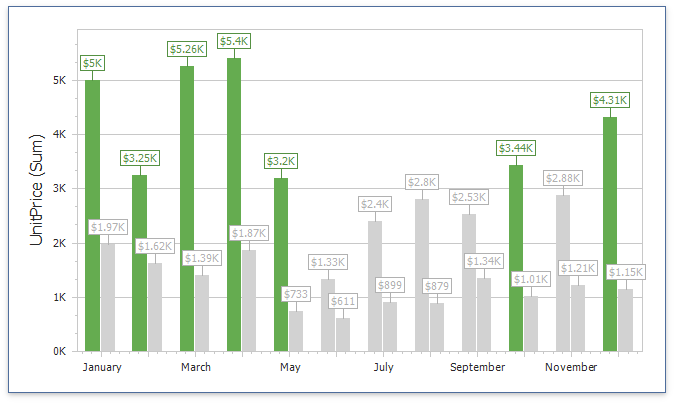 $5.4K
$5.26K
$5K
$4.31K
$3.44K
$3.25K
$3.2K
$2.8K
$2.88K
$2.4K
$2.53K
$1.97K
$1.87K
$1.62K
$1.39K
$1.33K
$1.34K
$1.21K
$1.15K
$1.01K
$733
$611
$899
$879
UnitPrice (Sum)
5K
4K
3K
2K
1K
0K
January March May July September November